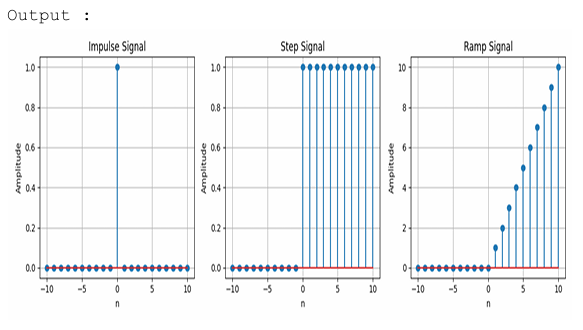 Output :
Impulse Signal Step Signal Ramp Signal
1.0 1.0 10
0.8 0.8 8
0.6 0.6 6
0.4 0.4 4
0.2 0.2 2
0.0 0.0 0
Amplitude Amplitude Amplitude
−10 −5 0 5 10 −10 −5 0 5 10 −10 −5 0 5 10
n n n